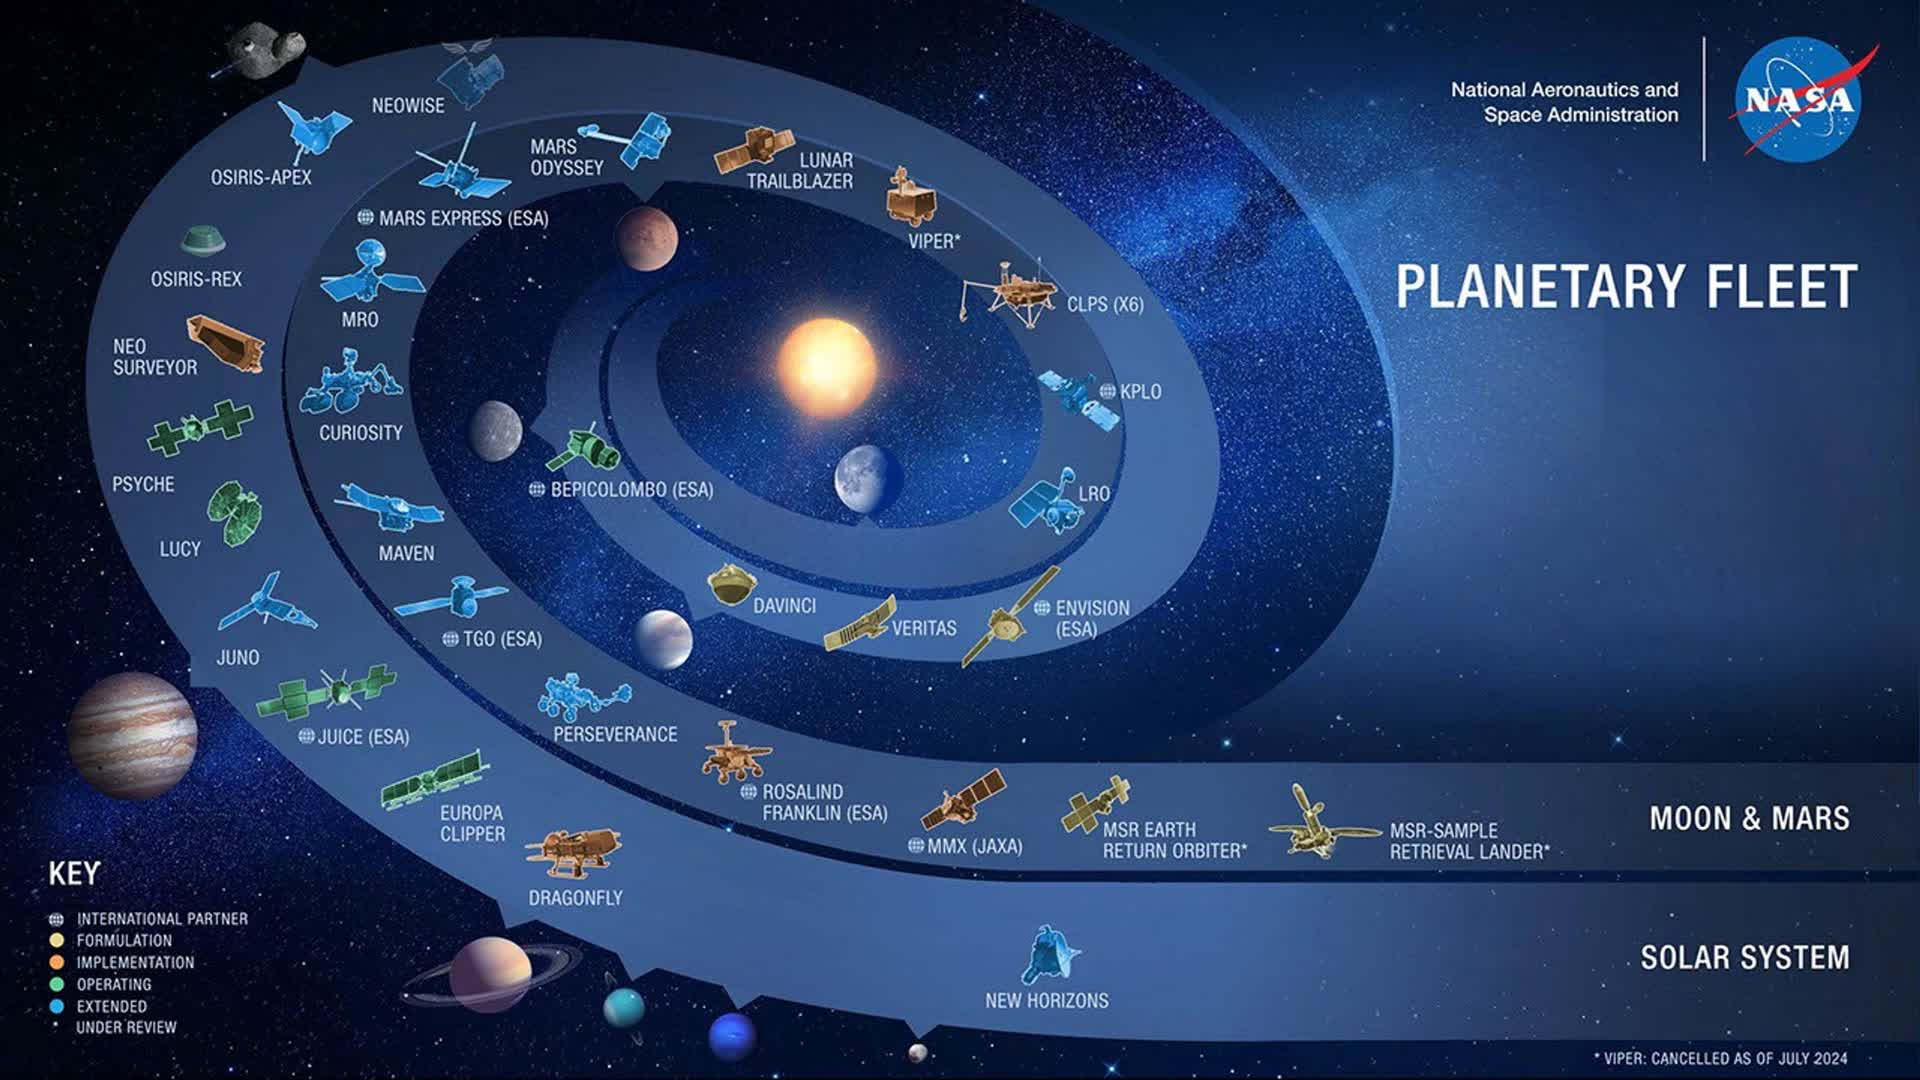 National Aeronautics and
Space Administration
NASA
PLANETARY FLEET
NEOWISE
OSIRIS-APEX
OSIRIS-REX
NEO
SURVEYOR
PSYCHE
LUCY
JUNO
JUICE (ESA)
EUROPA
CLIPPER
DRAGONFLY
NEW HORIZONS
SOLAR SYSTEM
MARS
ODYSSEY
MARS EXPRESS (ESA)
MRO
CURIOSITY
MAVEN
TGO (ESA)
PERSEVERANCE
ROSALIND
FRANKLIN (ESA)
MMX (JAXA)
MSR EARTH
RETURN ORBITER*
MSR-SAMPLE
RETRIEVAL LANDER*
MOON & MARS
LUNAR
TRAILBLAZER
VIPER*
CLPS (X6)
KPLO
LRO
BEPICOLOMBO (ESA)
DAVINCI
VERITAS
ENVISION
(ESA)
KEY
INTERNATIONAL PARTNER
FORMULATION
IMPLEMENTATION
OPERATING
EXTENDED
* UNDER REVIEW
* VIPER: CANCELLED AS OF JULY 2024